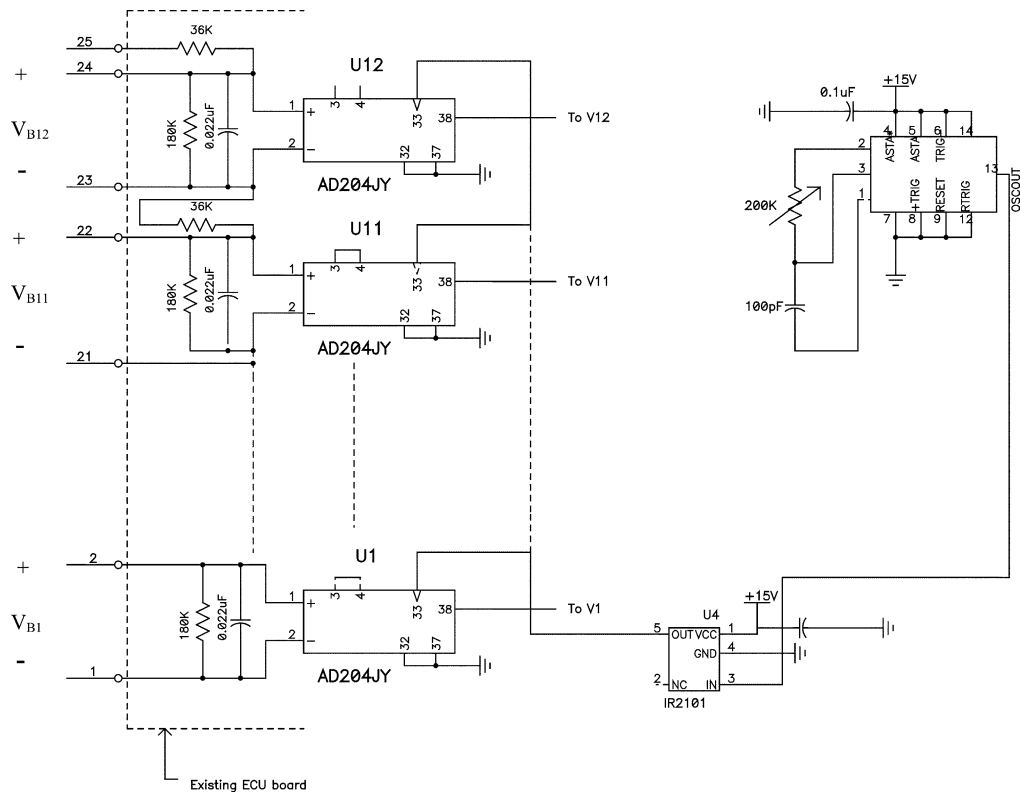 25
36K
24
+
V_B12
-
180K
0.022uF
1
+
2
-
U12
3
4
33
38
32
37
AD204JY
To V12
23
36K
22
+
V_B11
-
180K
0.022uF
1
+
2
-
U11
3
4
33
38
32
37
AD204JY
To V11
21
2
+
V_B1
-
180K
0.022uF
1
+
2
-
U1
3
4
33
38
32
37
AD204JY
To V1
1
Existing ECU board
+15V
0.1uF
4
5
6
14
ASTA
ASTA
TRIG
2
3
1
13
OSCOUT
+TRIG
RESET
RTRIG
7
8
9
12
200K
100pF
+15V
U4
5
OUT
VCC
1
GND
4
2
NC
IN
3
IR2101